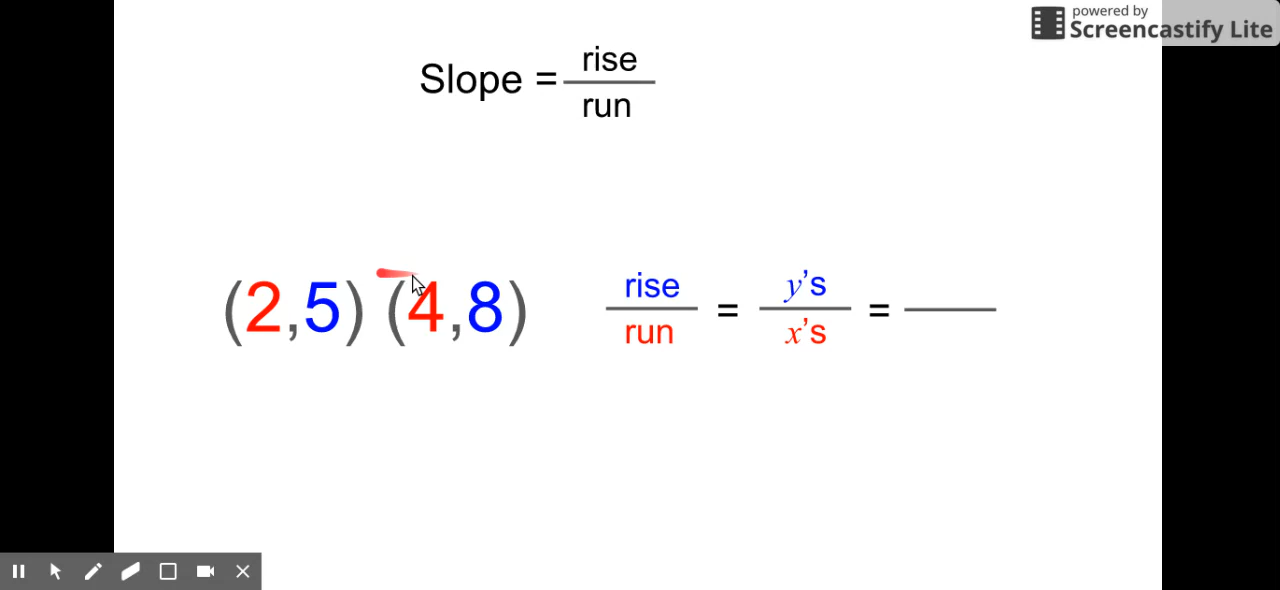 powered by
Screencastify Lite
Slope = rise
run
(2,5) (4,8)
rise
run
=
y's
x's
=